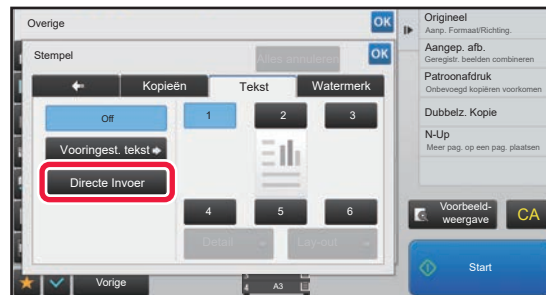 Overige
OK
Stempel
Alles annuleren
OK
Kopieën
Tekst
Watermerk
Off
Vooringest. tekst
Directe Invoer
1
2
3
4
5
6
Detail
Lay-out
Vorige
A3
Origineel
Aanp. Formaat/Richting.
Aangep. afb.
Geregistr. beelden combineren
Patroonafdruk
Onbevoegd kopiëren voorkomen
Dubbelz. Kopie
N-Up
Meer pag. op een pag. plaatsen
Voorbeeld-
weergave
CA
Start